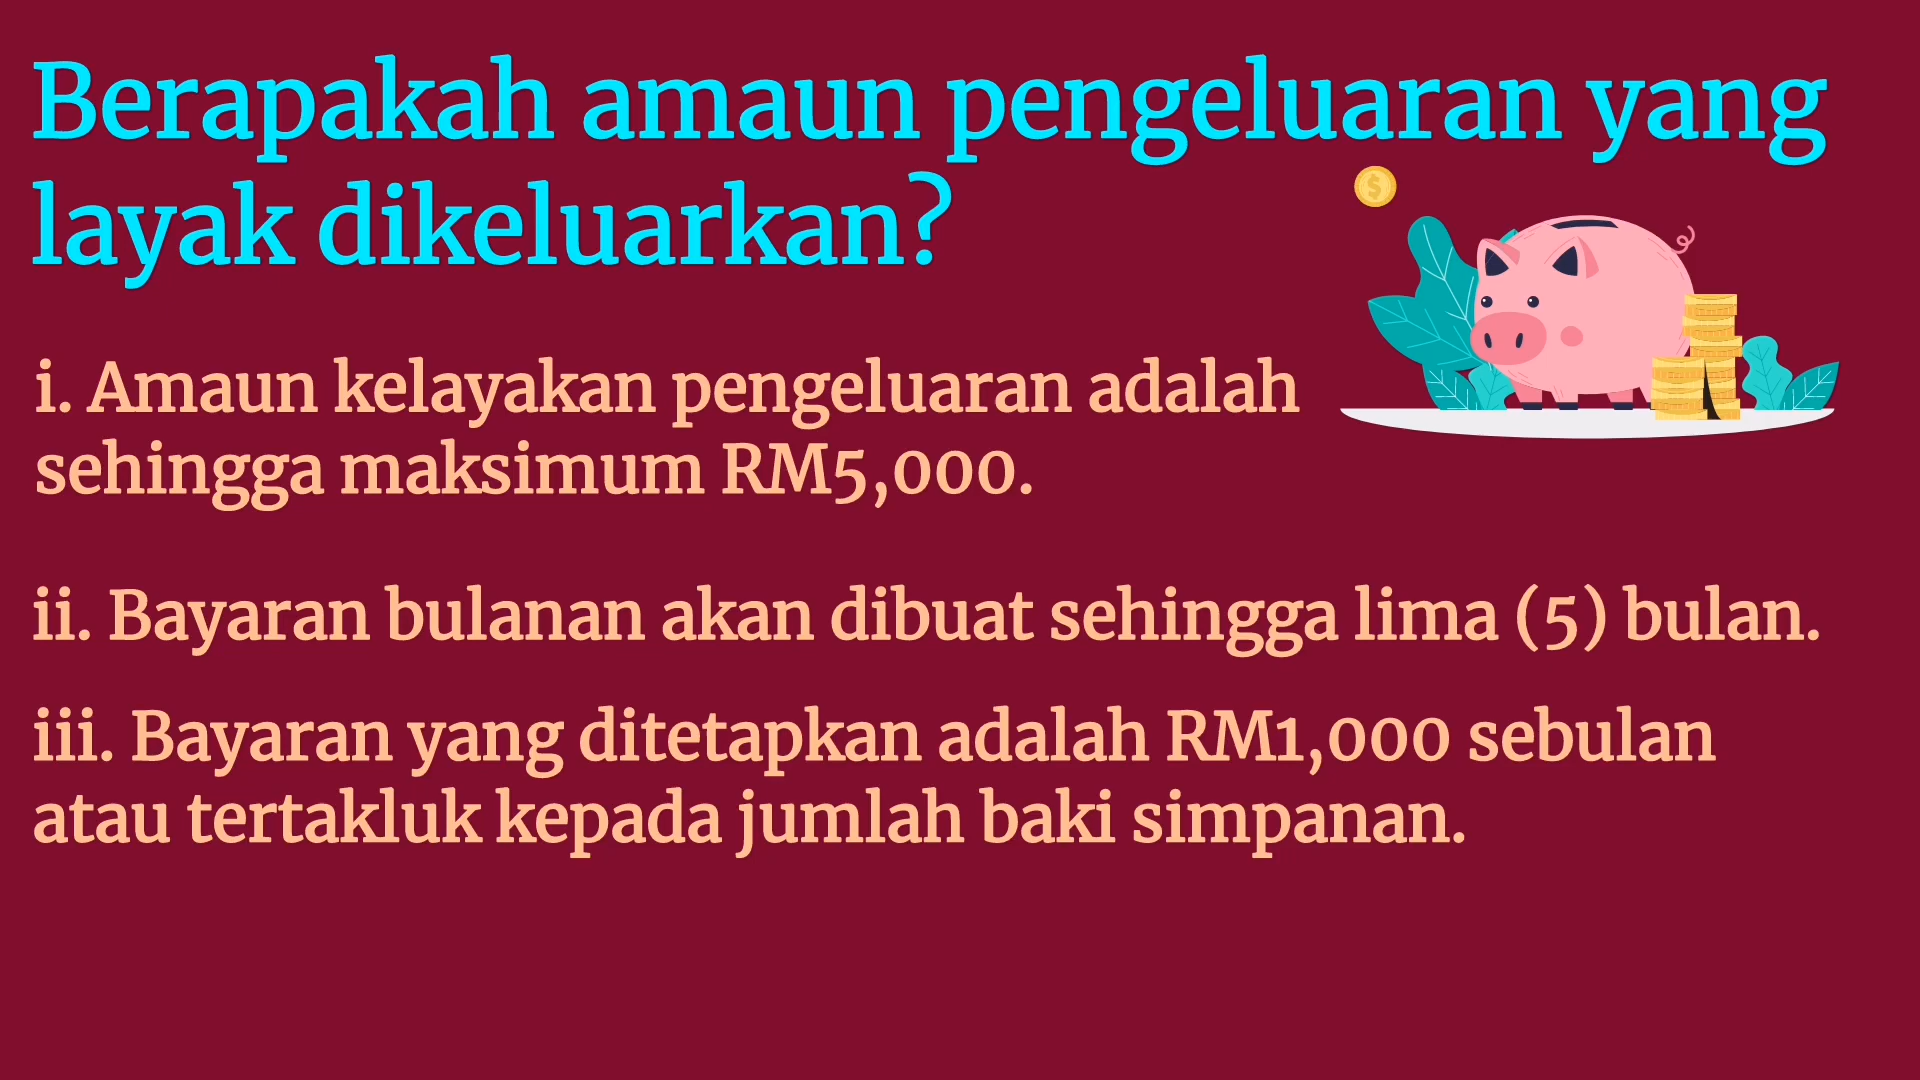 Berapakah amaun pengeluaran yang
layak dikeluarkan?
i. Amaun kelayakan pengeluaran adalah
sehingga maksimum RM5,000.
ii. Bayaran bulanan akan dibuat sehingga lima (5) bulan.
iii. Bayaran yang ditetapkan adalah RM1,000 sebulan
atau tertakluk kepada jumlah baki simpanan.